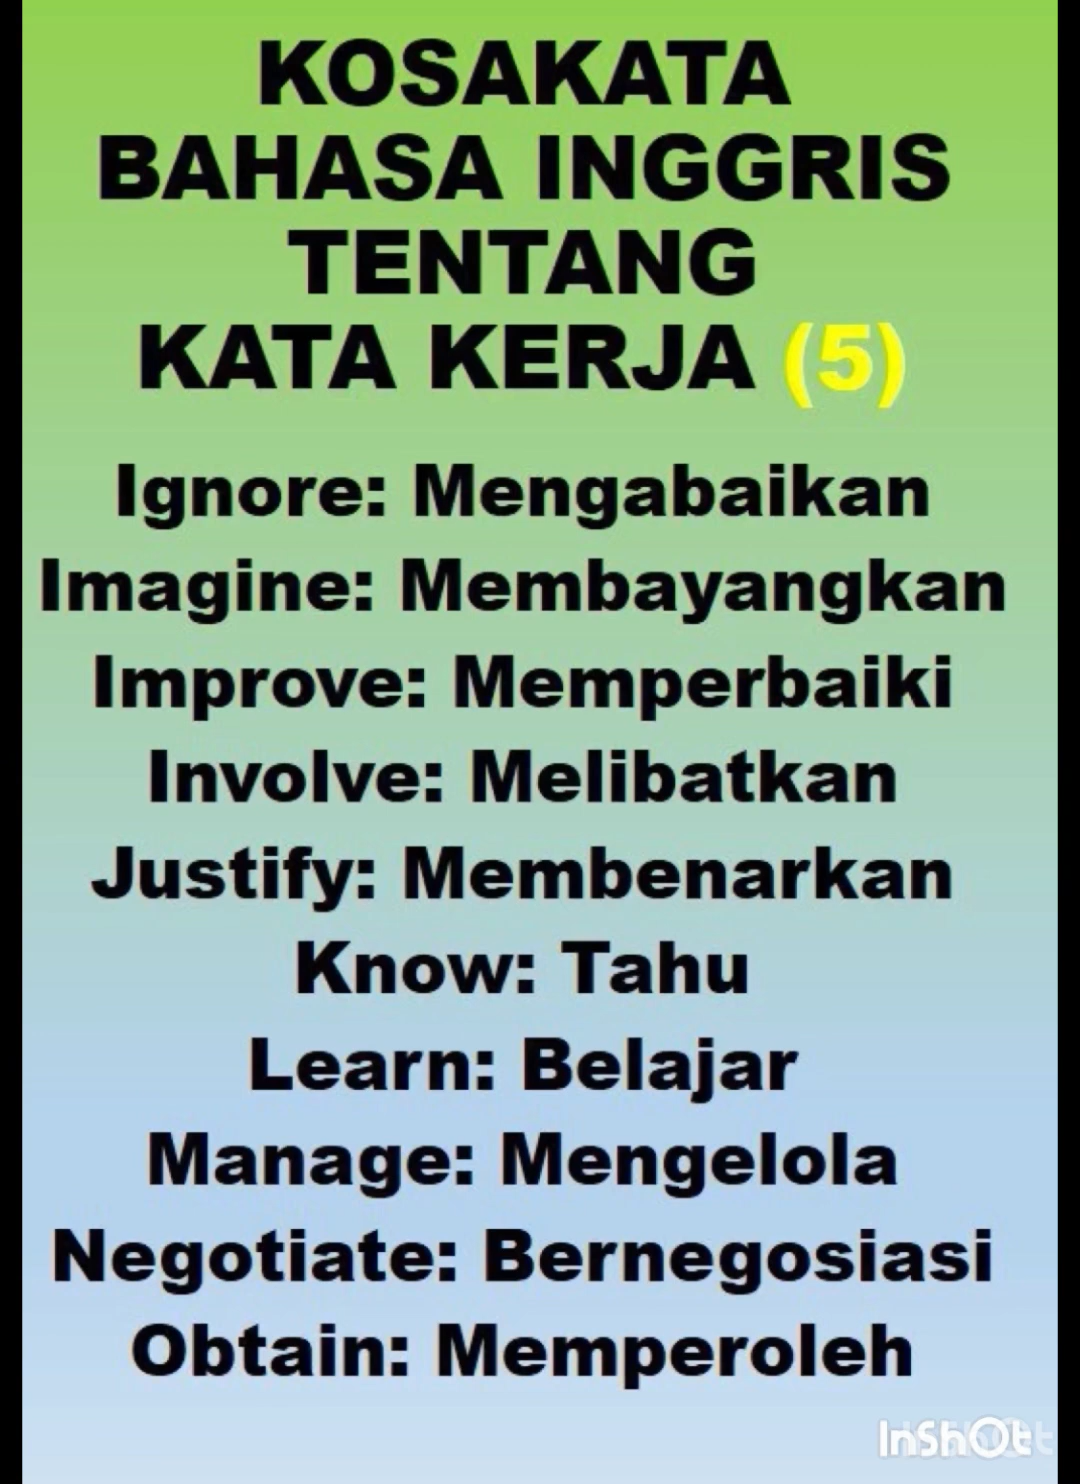 KOSAKATA
BAHASA INGGRIS
TENTANG
KATA KERJA (5)
Ignore: Mengabaikan
Imagine: Membayangkan
Improve: Memperbaiki
Involve: Melibatkan
Justify: Membenarkan
Know: Tahu
Learn: Belajar
Manage: Mengelola
Negotiate: Bernegosiasi
Obtain: Memperoleh
InShOt